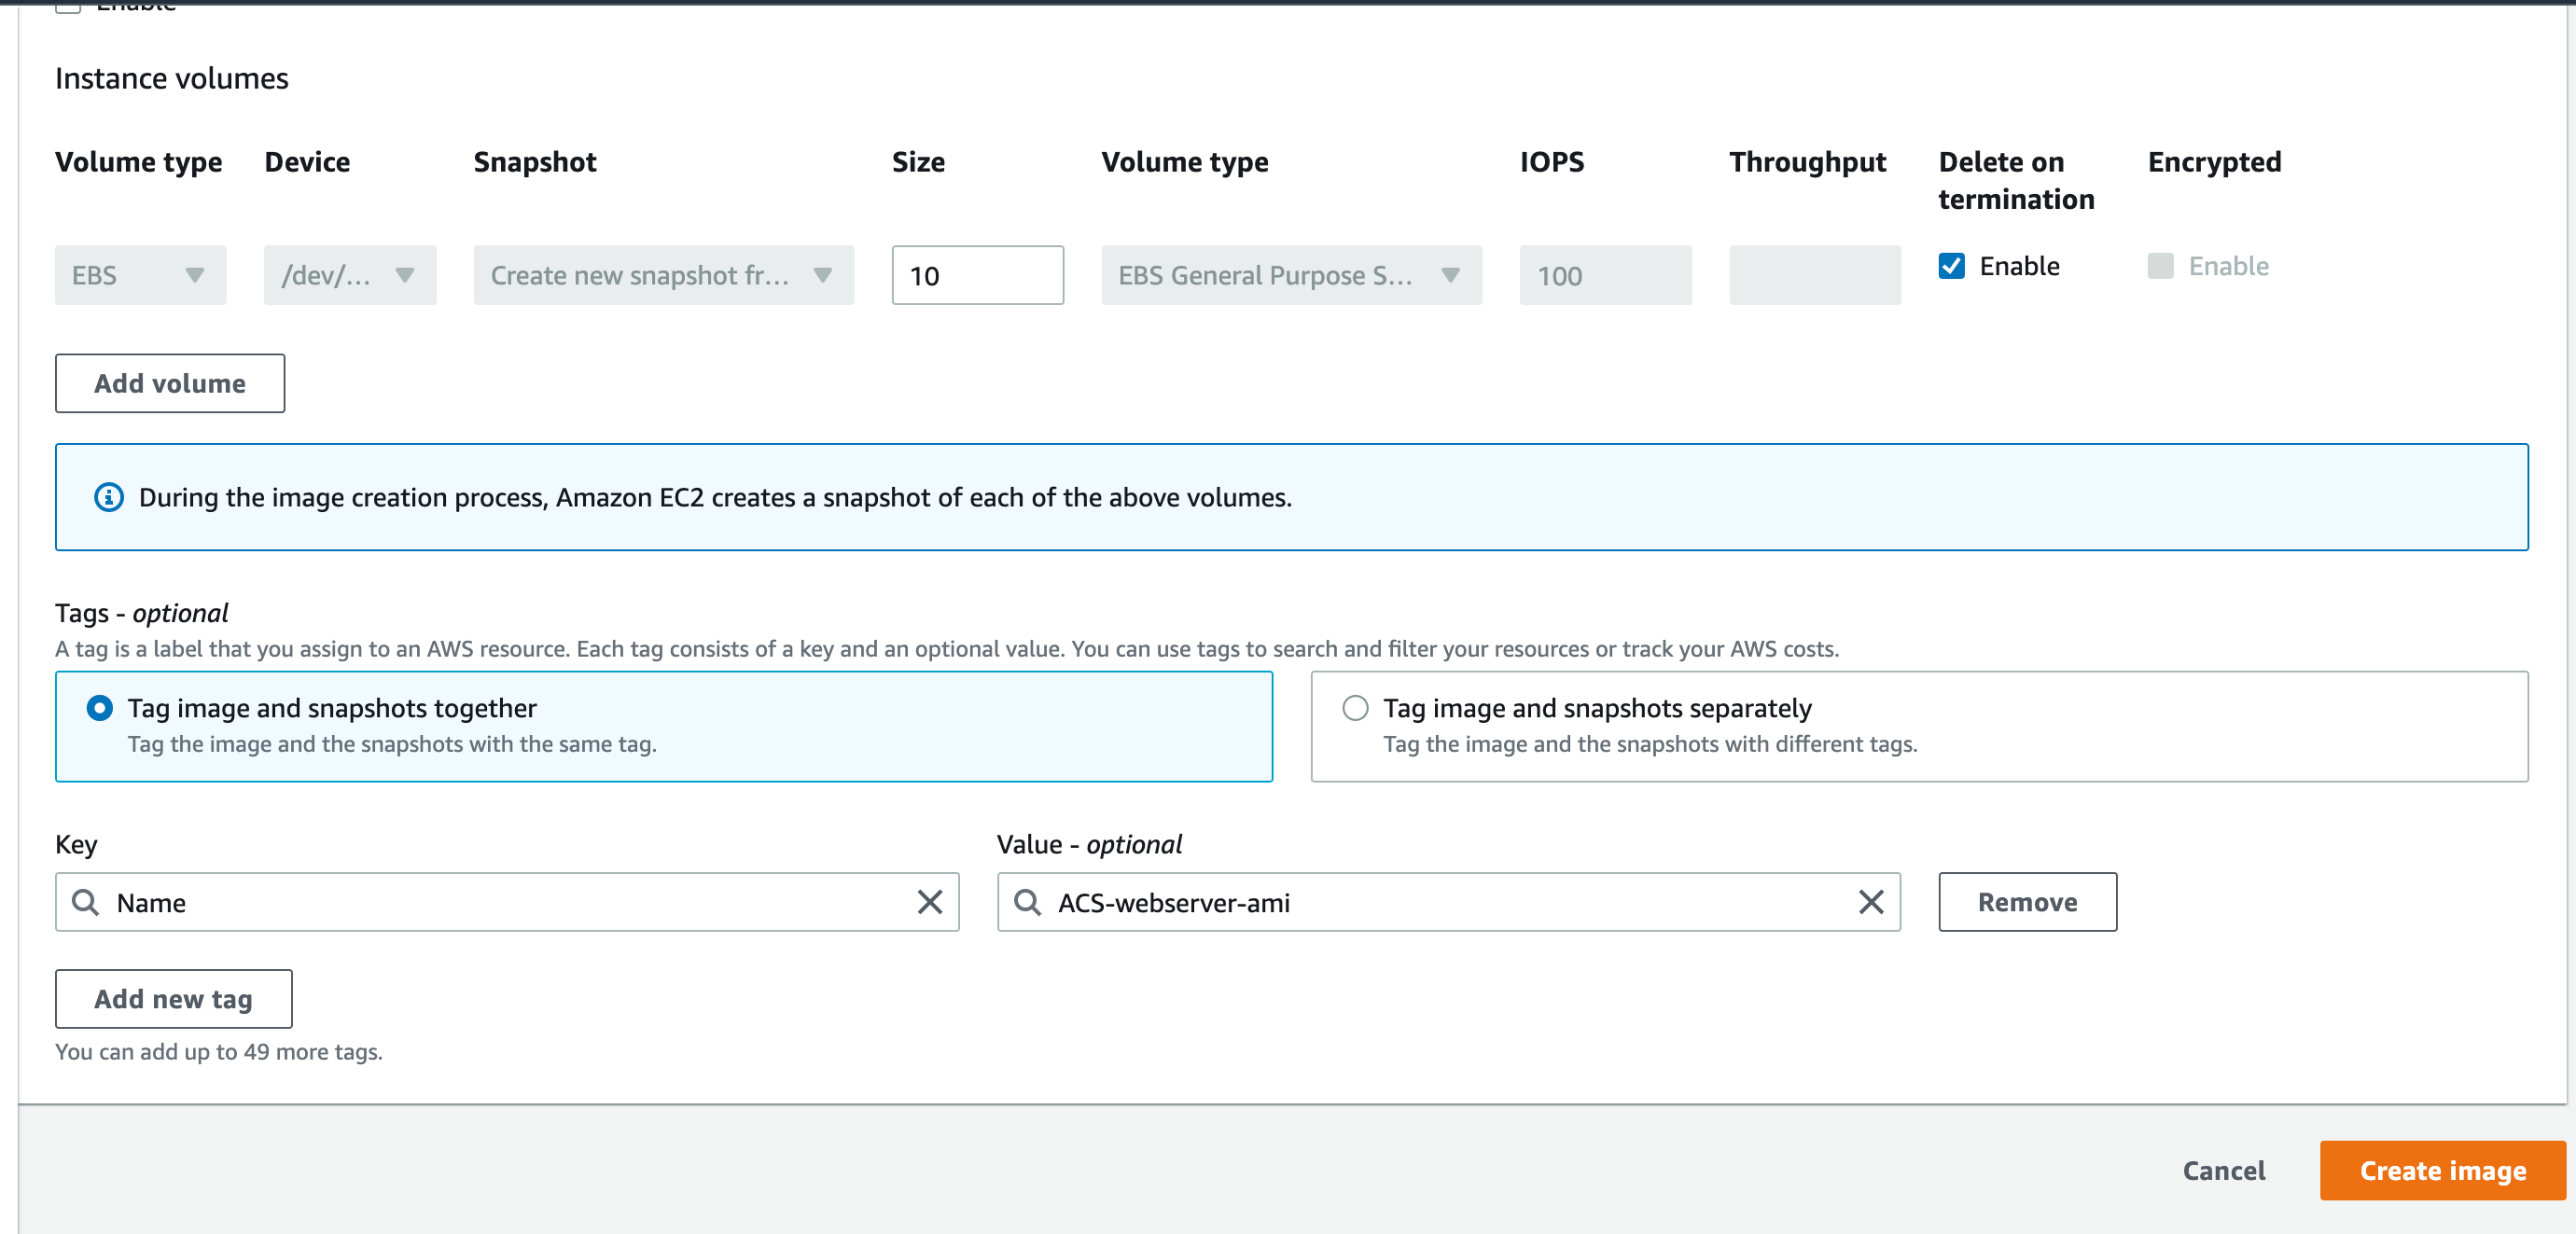 Enable
Instance volumes
Volume type Device Snapshot Size Volume type IOPS Throughput Delete on termination Encrypted
EBS /dev/... Create new snapshot fr... 10 EBS General Purpose S... 100 Enable Enable
Add volume
During the image creation process, Amazon EC2 creates a snapshot of each of the above volumes.
Tags - optional
A tag is a label that you assign to an AWS resource. Each tag consists of a key and an optional value. You can use tags to search and filter your resources or track your AWS costs.
Tag image and snapshots together
Tag the image and the snapshots with the same tag.
Tag image and snapshots separately
Tag the image and the snapshots with different tags.
Key Value - optional
Name ACS-webserver-ami Remove
Add new tag
You can add up to 49 more tags.
Cancel Create image